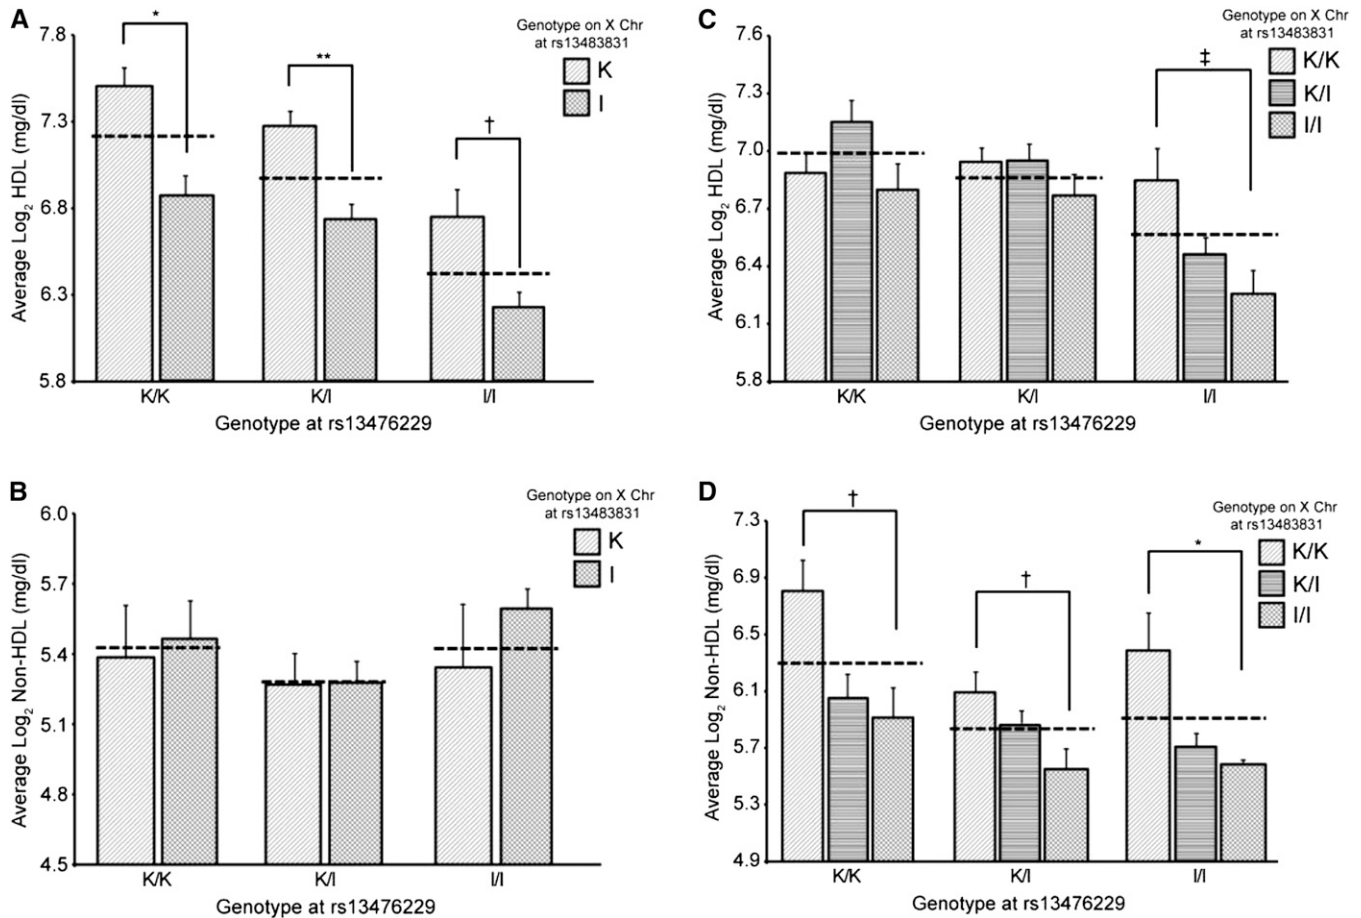 A
Average Log2 HDL (mg/dl)
7.8
7.3
6.8
6.3
5.8
*
**
†
Genotype on X Chr
at rs13483831
K
I
K/K
K/I
I/I
Genotype at rs13476229
C
Average Log2 HDL (mg/dl)
7.6
7.3
7.0
6.7
6.4
6.1
5.8
‡
Genotype on X Chr
at rs13483831
K/K
K/I
I/I
K/K
K/I
I/I
Genotype at rs13476229
B
Average Log2 Non-HDL (mg/dl)
6.0
5.7
5.4
5.1
4.8
4.5
Genotype on X Chr
at rs13483831
K
I
K/K
K/I
I/I
Genotype at rs13476229
D
Average Log2 Non-HDL (mg/dl)
7.3
6.9
6.5
6.1
5.7
5.3
4.9
†
†
*
Genotype on X Chr
at rs13483831
K/K
K/I
I/I
K/K
K/I
I/I
Genotype at rs13476229